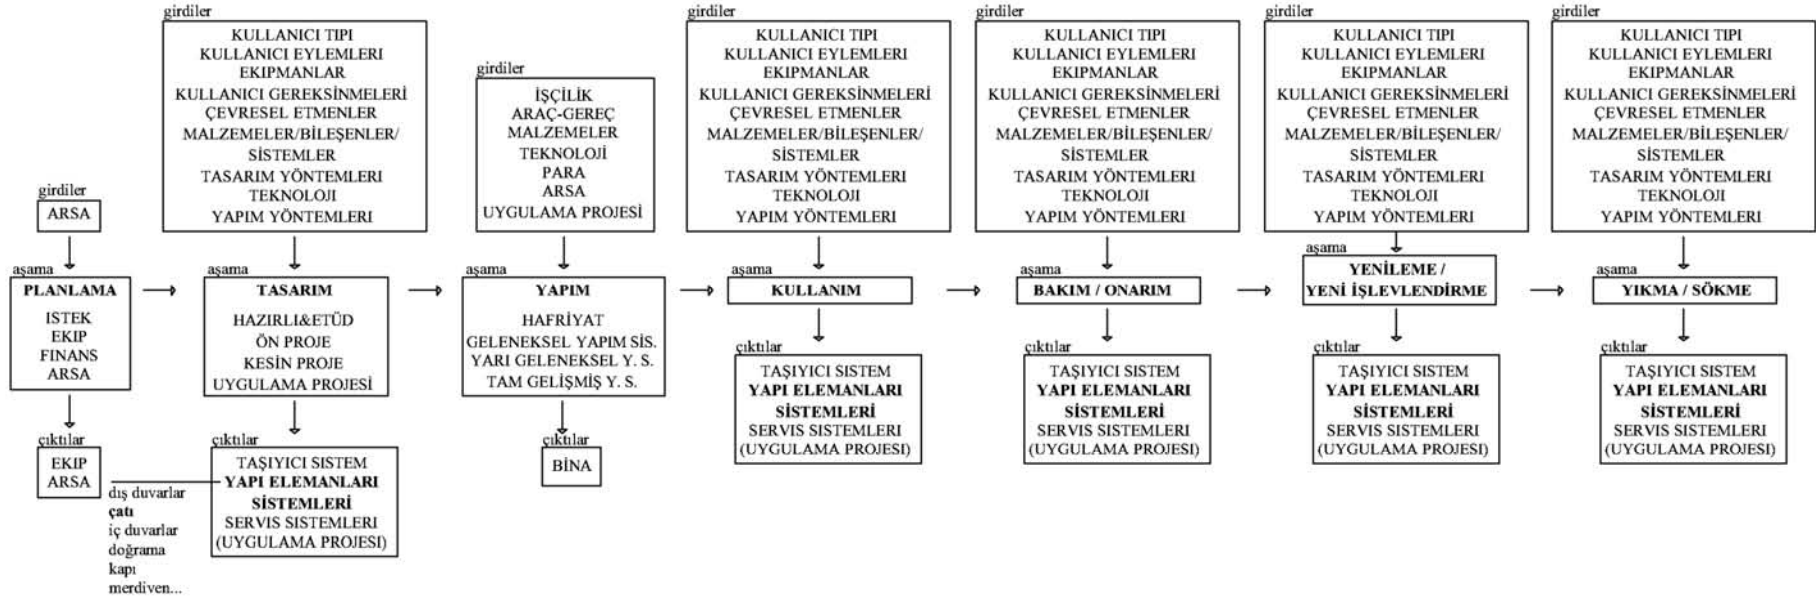 girdiler
ARSA
aşama
PLANLAMA
ISTEK
EKIP
FINANS
ARSA
çıktılar
EKIP
ARSA
girdiler
KULLANICI TIPI
KULLANICI EYLEMLERI
EKIPMANLAR
KULLANICI GEREKSİNMELERİ
ÇEVRESEL ETMENLER
MALZEMELER/BİLEŞENLER/
SİSTEMLER
TASARIM YÖNTEMLERI
TEKNOLOJI
YAPIM YÖNTEMLERI
aşama
TASARIM
HAZIRLI&ETÜD
ÖN PROJE
KESİN PROJE
UYGULAMA PROJESİ
çıktılar
TAŞIYICI SISTEM
YAPI ELEMANLARI
SİSTEMLERİ
SERVIS SISTEMLERI
(UYGULAMA PROJESI)
dış duvarlar
çatı
iç duvarlar
doğrama
kapı
merdiven...
girdiler
İŞÇİLİK
ARAÇ-GEREÇ
MALZEMELER
TEKNOLOJİ
PARA
ARSA
UYGULAMA PROJESİ
aşama
YAPIM
HAFRİYAT
GELENEKSEL YAPIM SİS.
YARI GELENEKSEL Y. S.
TAM GELİŞMİŞ Y. S.
çıktılar
BİNA
girdiler
KULLANICI TIPI
KULLANICI EYLEMLERI
EKIPMANLAR
KULLANICI GEREKSİNMELERİ
ÇEVRESEL ETMENLER
MALZEMELER/BİLEŞENLER/
SİSTEMLER
TASARIM YÖNTEMLERI
TEKNOLOJI
YAPIM YÖNTEMLERI
aşama
KULLANIM
çıktılar
TAŞIYICI SISTEM
YAPI ELEMANLARI
SİSTEMLERİ
SERVIS SISTEMLERI
(UYGULAMA PROJESI)
girdiler
KULLANICI TIPI
KULLANICI EYLEMLERI
EKIPMANLAR
KULLANICI GEREKSİNMELERİ
ÇEVRESEL ETMENLER
MALZEMELER/BİLEŞENLER/
SİSTEMLER
TASARIM YÖNTEMLERI
TEKNOLOJI
YAPIM YÖNTEMLERI
aşama
BAKIM / ONARIM
çıktılar
TAŞIYICI SISTEM
YAPI ELEMANLARI
SİSTEMLERİ
SERVIS SISTEMLERI
(UYGULAMA PROJESI)
girdiler
KULLANICI TIPI
KULLANICI EYLEMLERI
EKIPMANLAR
KULLANICI GEREKSİNMELERİ
ÇEVRESEL ETMENLER
MALZEMELER/BİLEŞENLER/
SİSTEMLER
TASARIM YÖNTEMLERI
TEKNOLOJI
YAPIM YÖNTEMLERI
aşama
YENİLEME /
YENİ İŞLEVLENDİRME
çıktılar
TAŞIYICI SISTEM
YAPI ELEMANLARI
SİSTEMLERİ
SERVIS SISTEMLERI
(UYGULAMA PROJESI)
girdiler
KULLANICI TIPI
KULLANICI EYLEMLERI
EKIPMANLAR
KULLANICI GEREKSİNMELERİ
ÇEVRESEL ETMENLER
MALZEMELER/BİLEŞENLER/
SİSTEMLER
TASARIM YÖNTEMLERI
TEKNOLOJI
YAPIM YÖNTEMLERI
aşama
YIKMA / SÖKME
çıktılar
TAŞIYICI SISTEM
YAPI ELEMANLARI
SİSTEMLERİ
SERVIS SISTEMLERI
(UYGULAMA PROJESI)